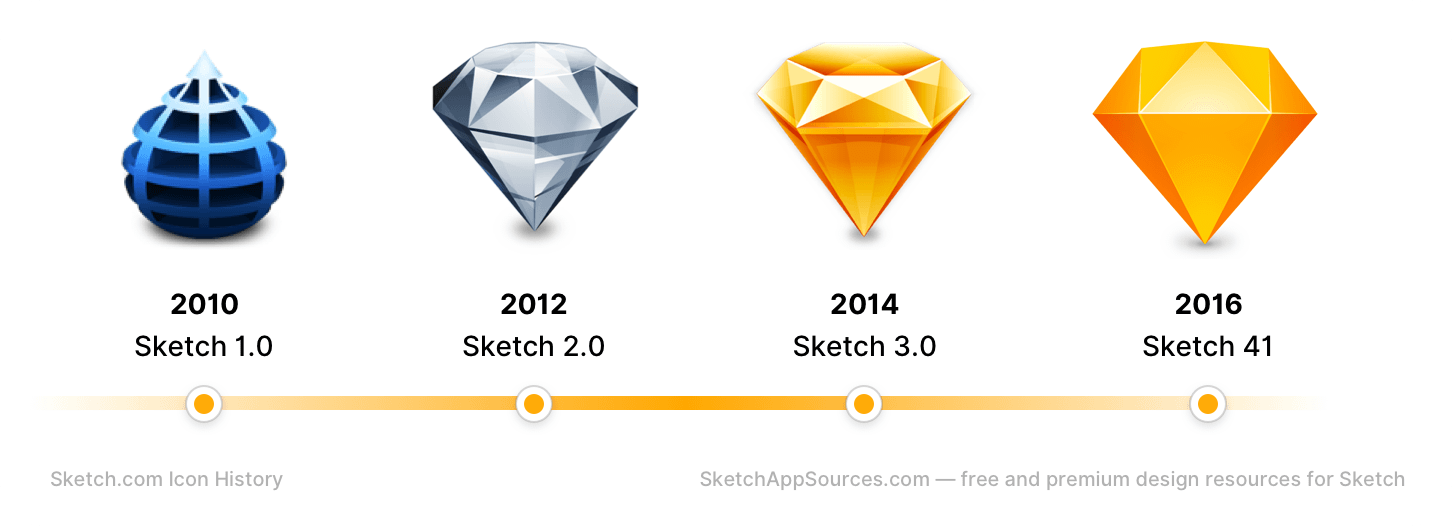 2010
Sketch 1.0
2012
Sketch 2.0
2014
Sketch 3.0
2016
Sketch 41
Sketch.com Icon History
SketchAppSources.com — free and premium design resources for Sketch